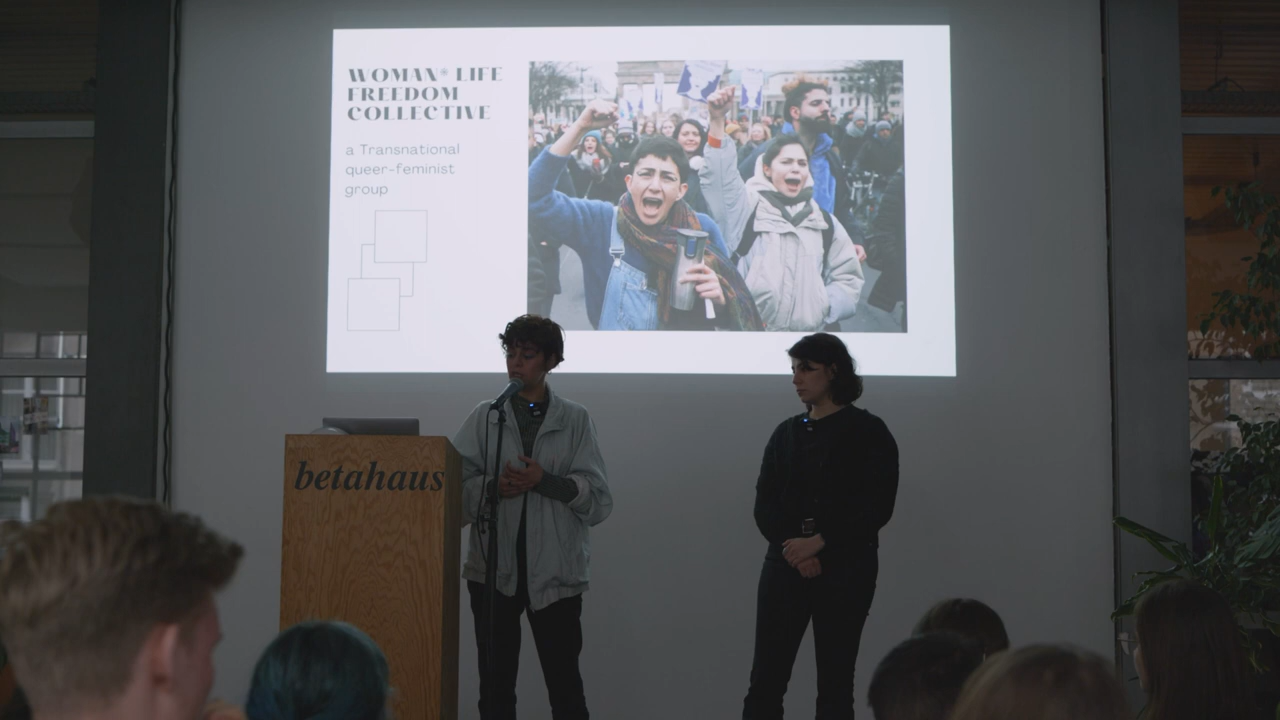 WOMAN* LIFE
FREEDOM
COLLECTIVE
a Transnational
queer-feminist
group
betahaus